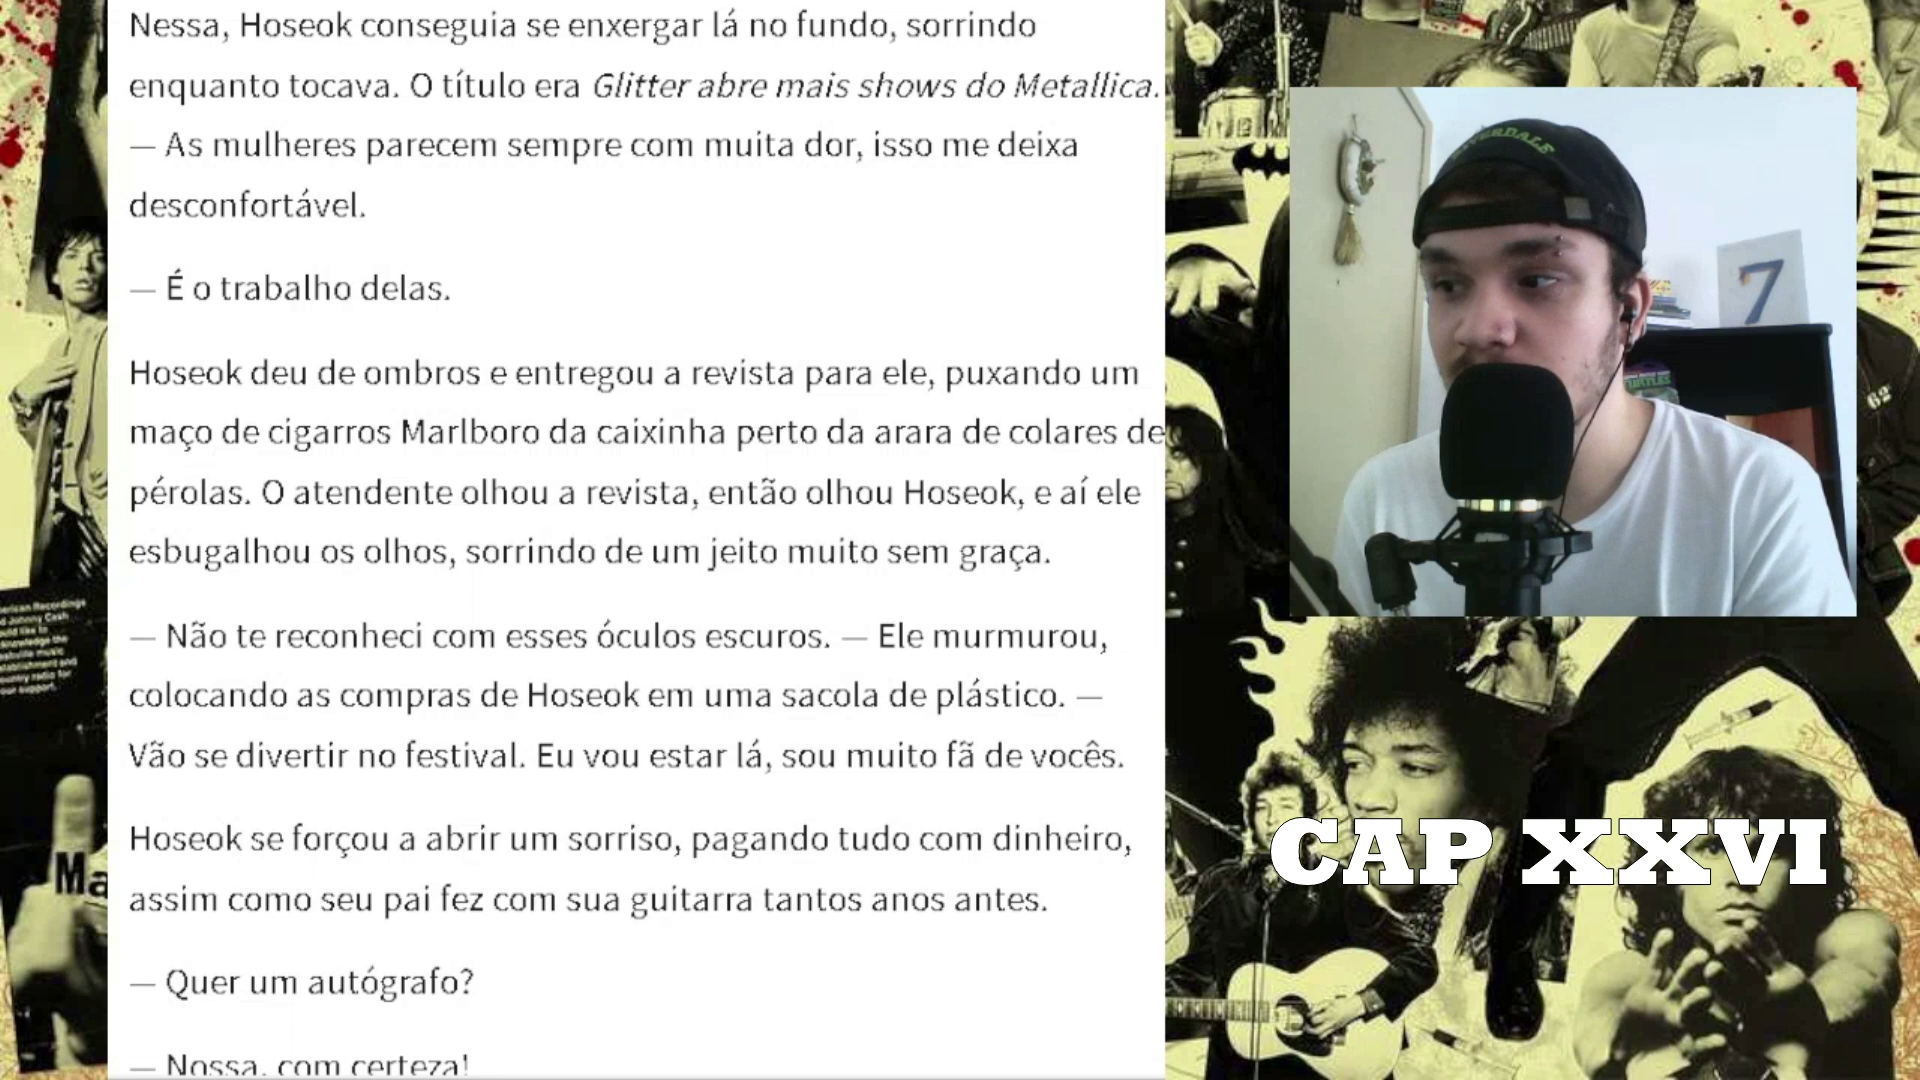 Nessa, Hoseok conseguia se enxergar lá no fundo, sorrindo
enquanto tocava. O título era Glitter abre mais shows do Metallica.
— As mulheres parecem sempre com muita dor, isso me deixa
desconfortável.
— É o trabalho delas.
Hoseok deu de ombros e entregou a revista para ele, puxando um
maço de cigarros Marlboro da caixinha perto da arara de colares de
pérolas. O atendente olhou a revista, então olhou Hoseok, e aí ele
esbugalhou os olhos, sorrindo de um jeito muito sem graça.
— Não te reconheci com esses óculos escuros. — Ele murmurou,
colocando as compras de Hoseok em uma sacola de plástico. —
Vão se divertir no festival. Eu vou estar lá, sou muito fã de vocês.
Hoseok se forçou a abrir um sorriso, pagando tudo com dinheiro,
assim como seu pai fez com sua guitarra tantos anos antes.
— Quer um autógrafo?
— Nossa, com certeza!
7
TURTLES
62
CAP XXVI
Ma